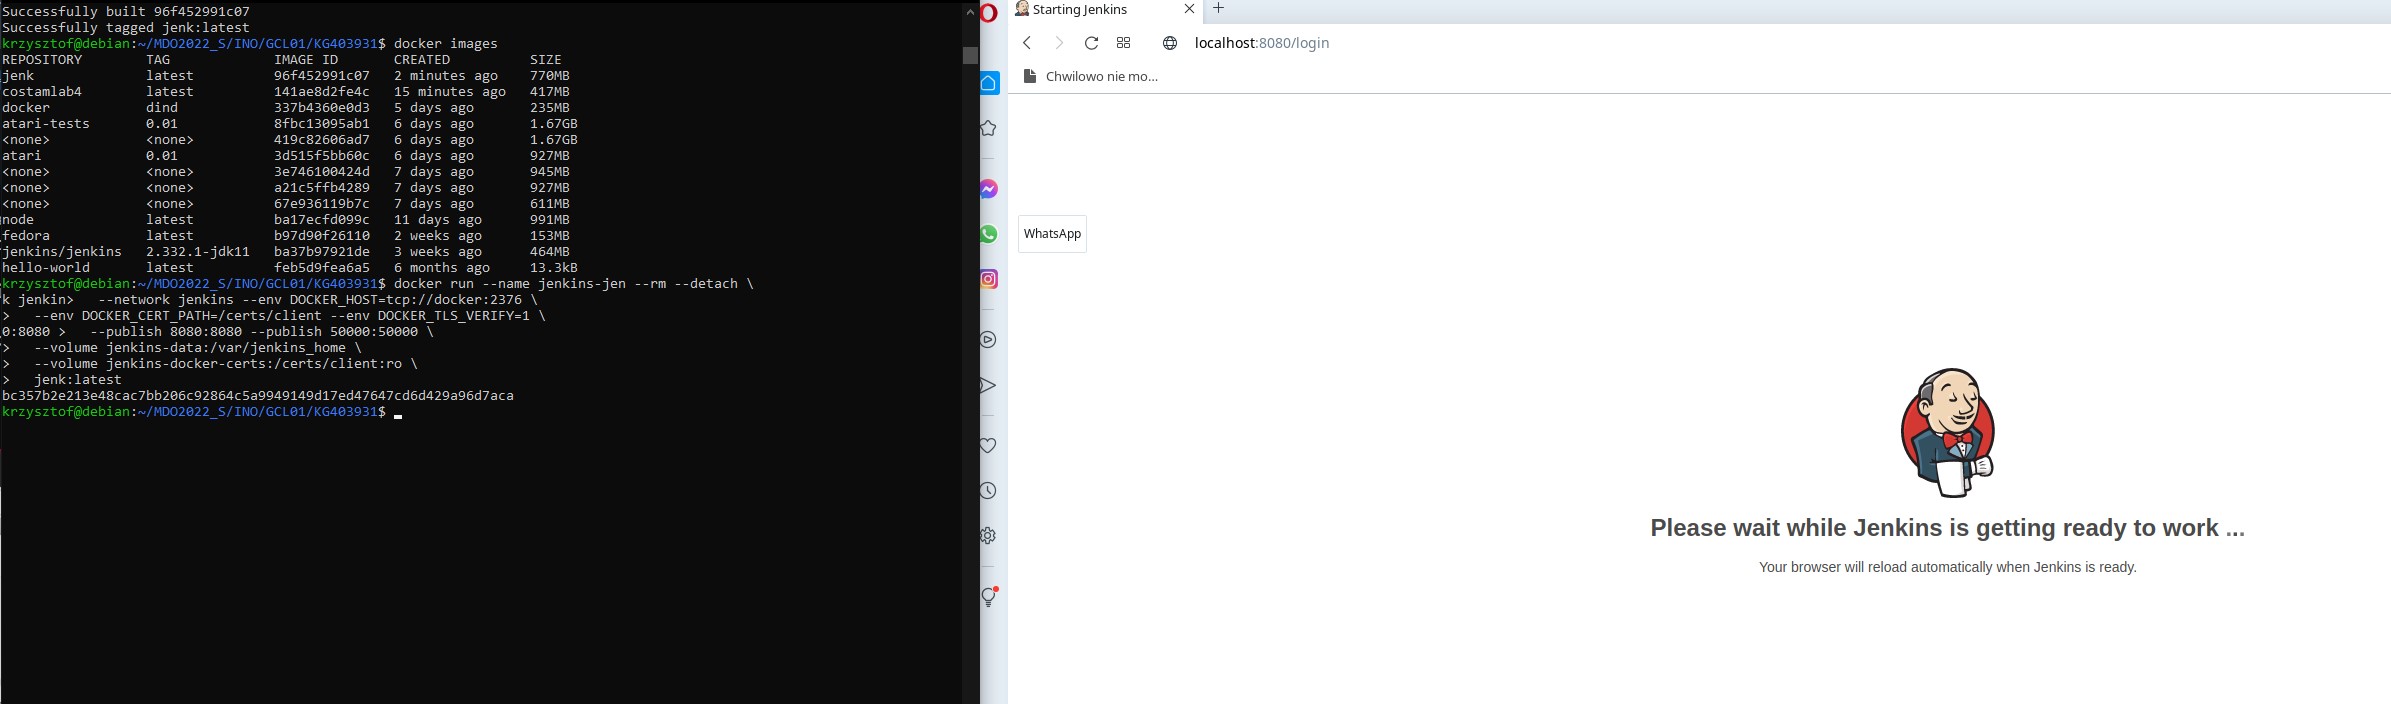 Successfully built 96f452991c07
Successfully tagged jenk:latest
krzysztof@debian:~/MDO2022_S/INO/GCL01/KG403931$ docker images
REPOSITORY        TAG             IMAGE ID       CREATED          SIZE
jenk              latest          96f452991c07   2 minutes ago    770MB
costamlab4        latest          141ae8d2fe4c   15 minutes ago   417MB
docker            dind            337b4360e0d3   5 days ago       235MB
atari-tests       0.01            8fbc13095ab1   6 days ago       1.67GB
<none>            <none>          419c82606ad7   6 days ago       1.67GB
atari             0.01            3d515f5bb60c   6 days ago       927MB
<none>            <none>          3e746100424d   7 days ago       945MB
<none>            <none>          a21c5ffb4289   7 days ago       927MB
<none>            <none>          67e936119b7c   7 days ago       611MB
node              latest          ba17ecfd099c   11 days ago      991MB
fedora            latest          b97d90f26110   2 weeks ago      153MB
jenkins/jenkins   2.332.1-jdk11   ba37b97921de   3 weeks ago      464MB
hello-world       latest          feb5d9fea6a5   6 months ago     13.3kB
krzysztof@debian:~/MDO2022_S/INO/GCL01/KG403931$ docker run --name jenkins-jen --rm --detach \
k jenkin>   --network jenkins --env DOCKER_HOST=tcp://docker:2376 \
>   --env DOCKER_CERT_PATH=/certs/client --env DOCKER_TLS_VERIFY=1 \
0:8080 >   --publish 8080:8080 --publish 50000:50000 \
>   --volume jenkins-data:/var/jenkins_home \
>   --volume jenkins-docker-certs:/certs/client:ro \
>   jenk:latest
bc357b2e213e48cac7bb206c92864c5a9949149d17ed47647cd6d429a96d7aca
krzysztof@debian:~/MDO2022_S/INO/GCL01/KG403931$
Starting Jenkins
localhost:8080/login
Chwilowo nie mo...
WhatsApp
Please wait while Jenkins is getting ready to work ...
Your browser will reload automatically when Jenkins is ready.